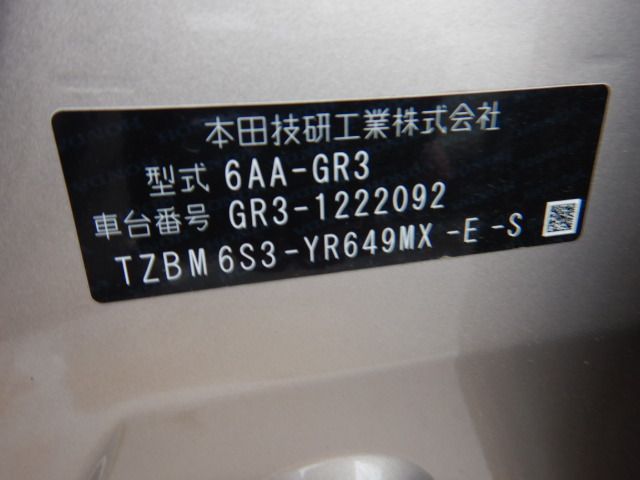 本田技研工業株式会社
型式 6AA-GR3
車台番号 GR3-1222092
TZBM 6S3-YR649MX -E -S